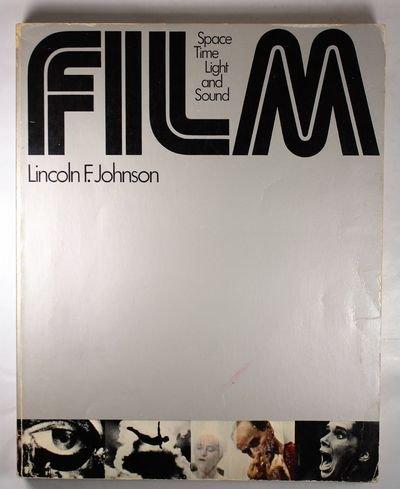 FILM
Space
Time
Light
and
Sound
Lincoln F. Johnson